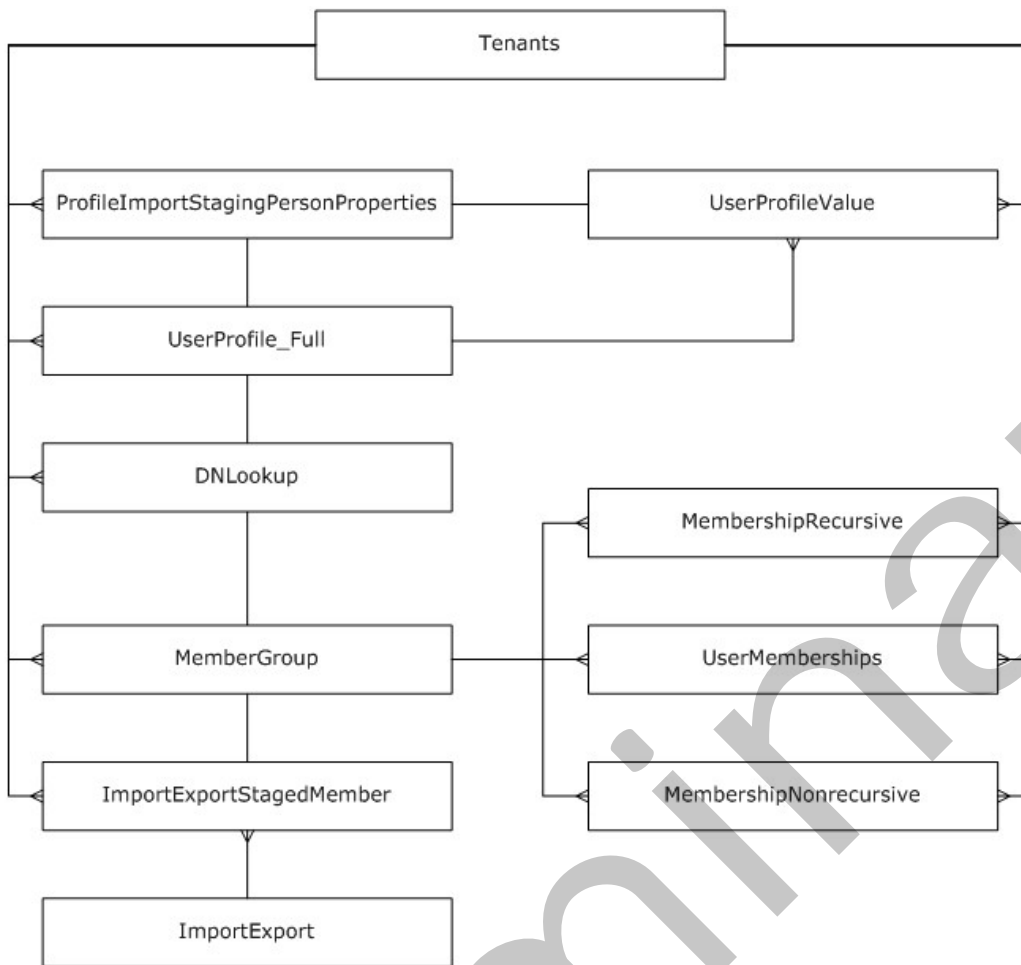 Tenants
ProfileImportStagingPersonProperties
UserProfileValue
UserProfile_Full
DNLookup
MembershipRecursive
MemberGroup
UserMemberships
ImportExportStagedMember
MembershipNonrecursive
ImportExport